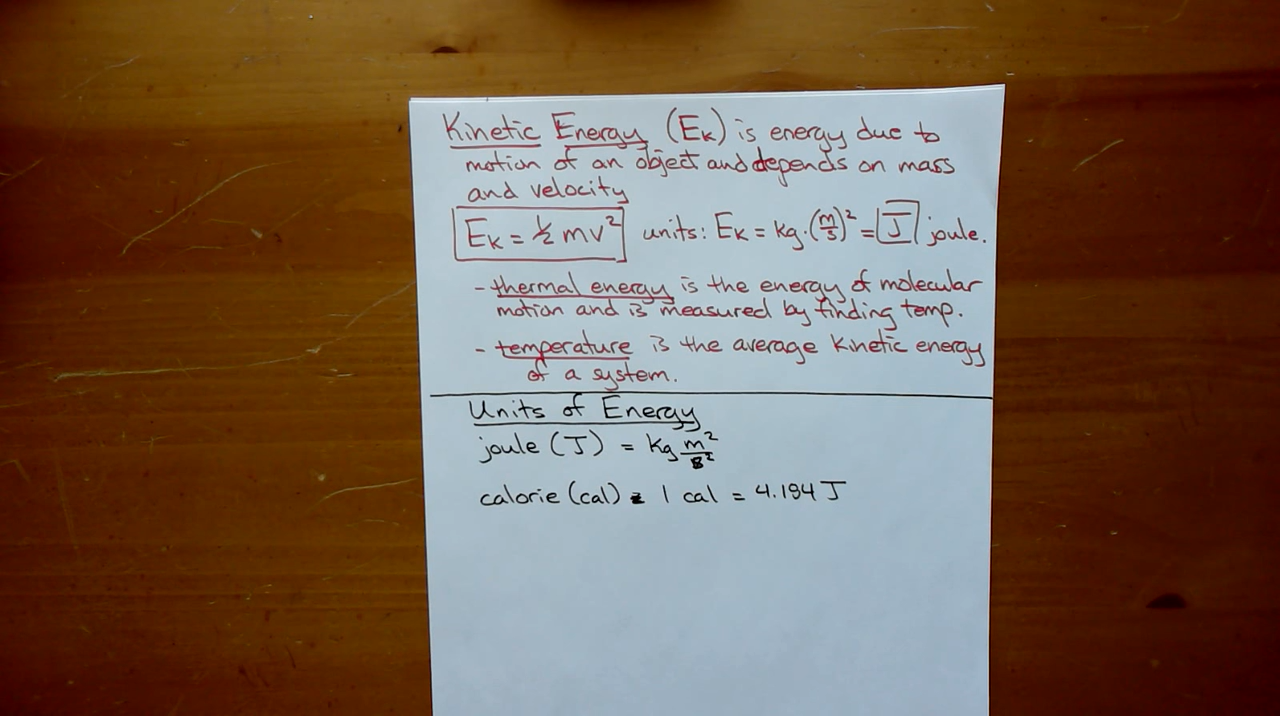 Kinetic Energy (Ek) is energy due to
motion of an object and depends on mass
and velocity
Ek = ½ mv² units: Ek = kg·(m/s)² = J joule.
- thermal energy is the energy of molecular
motion and is measured by finding temp.
- temperature is the average kinetic energy
of a system.
Units of Energy
joule (J) = kg m²/s²
calorie (cal) - 1 cal = 4.184 J